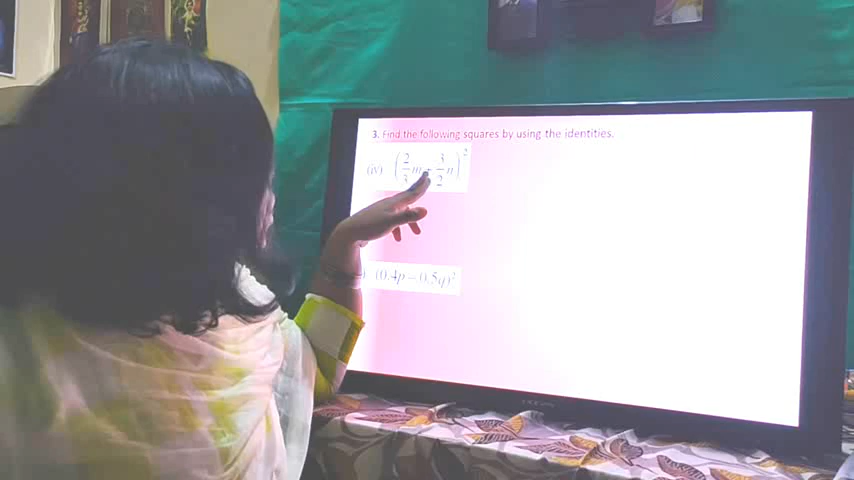 3. Find the following squares by using the identities.
(iv) (2/3 m + 3/2 n)²
(0.4p – 0.5q)²